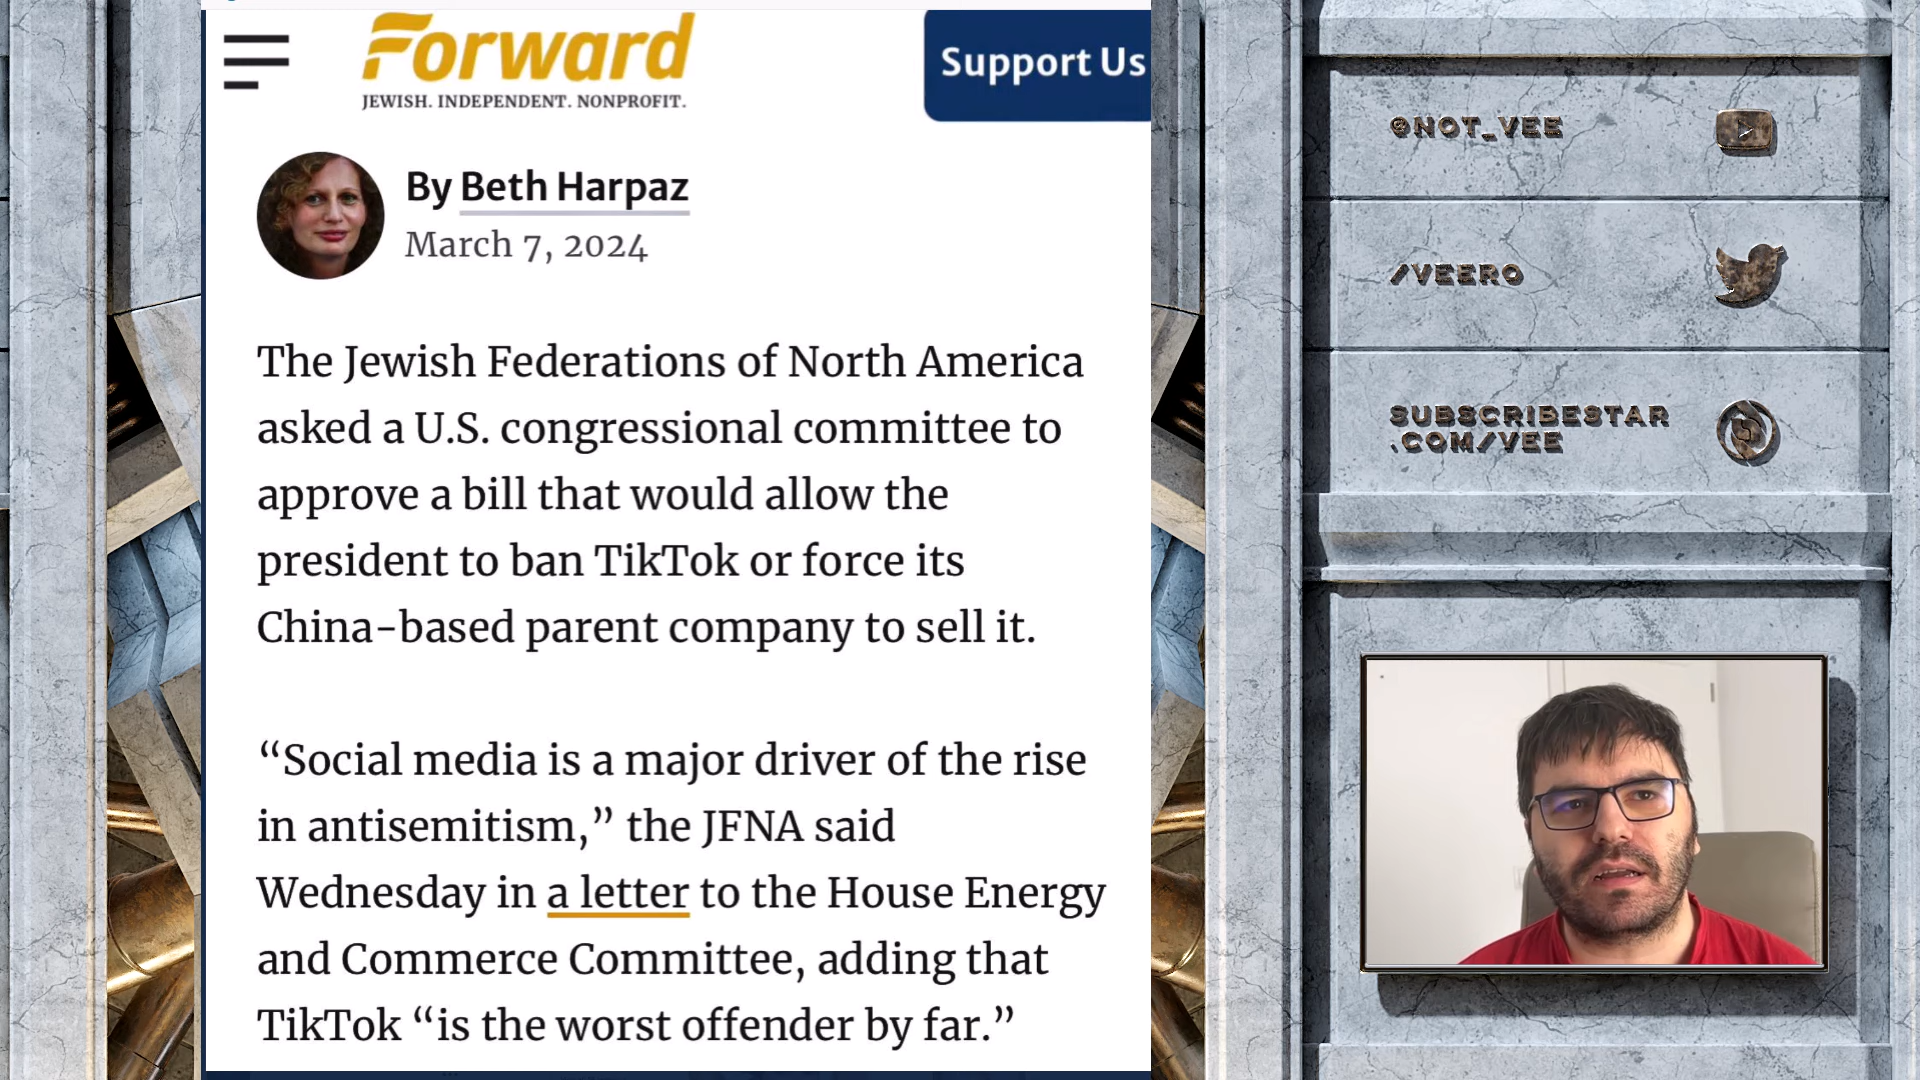 Forward
JEWISH. INDEPENDENT. NONPROFIT.
Support Us
By Beth Harpaz
March 7, 2024
The Jewish Federations of North America
asked a U.S. congressional committee to
approve a bill that would allow the
president to ban TikTok or force its
China-based parent company to sell it.
“Social media is a major driver of the rise
in antisemitism,” the JFNA said
Wednesday in a letter to the House Energy
and Commerce Committee, adding that
TikTok “is the worst offender by far.”
@NOT_VEE
/VEERO
SUBSCRIBESTAR
.COM/VEE